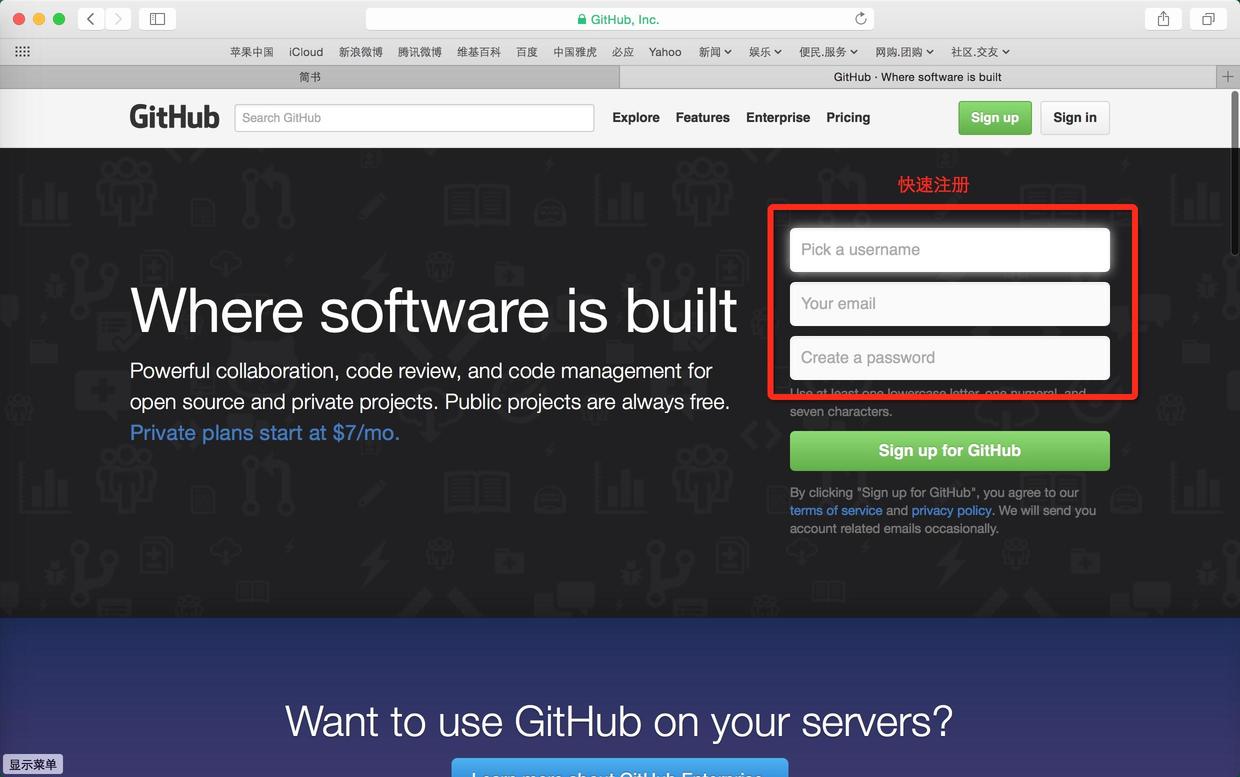 GitHub, Inc.
苹果中国 iCloud 新浪微博 腾讯微博 维基百科 百度 中国雅虎 必应 Yahoo 新闻 娱乐 便民.服务 网购.团购 社区.交友
简书 GitHub · Where software is built
GitHub Search GitHub Explore Features Enterprise Pricing Sign up Sign in
快速注册
Pick a username
Your email
Create a password
Use at least one lowercase letter, one numeral, and
seven characters.
Sign up for GitHub
By clicking "Sign up for GitHub", you agree to our
terms of service and privacy policy. We will send you
account related emails occasionally.
Where software is built
Powerful collaboration, code review, and code management for
open source and private projects. Public projects are always free.
Private plans start at $7/mo.
Want to use GitHub on your servers?
Learn more about GitHub Enterprise
显示菜单